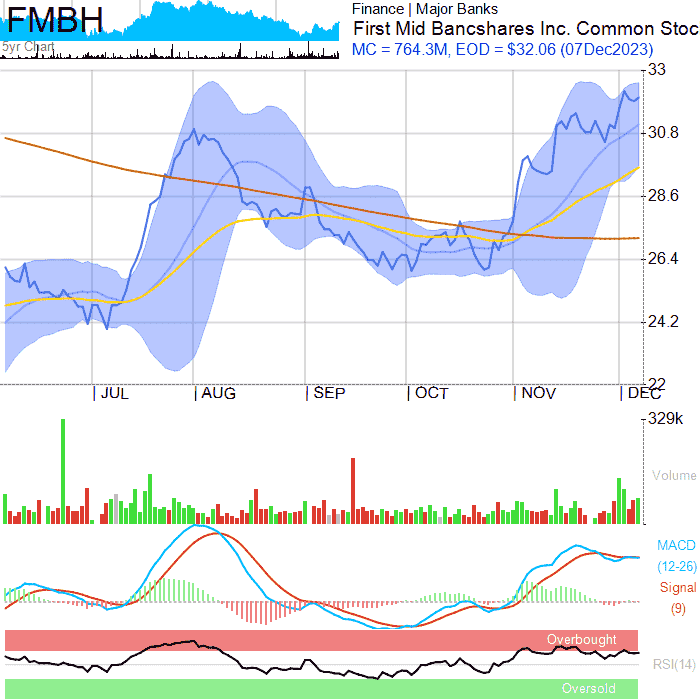 FMBH
5yr Chart
Finance | Major Banks
First Mid Bancshares Inc. Common Stoc
MC = 764.3M, EOD = $32.06 (07Dec2023)
33
30.8
28.6
26.4
24.2
22
JUL AUG SEP OCT NOV DEC
329k
Volume
MACD
(12-26)
Signal
(9)
Overbought
RSI(14)
Oversold